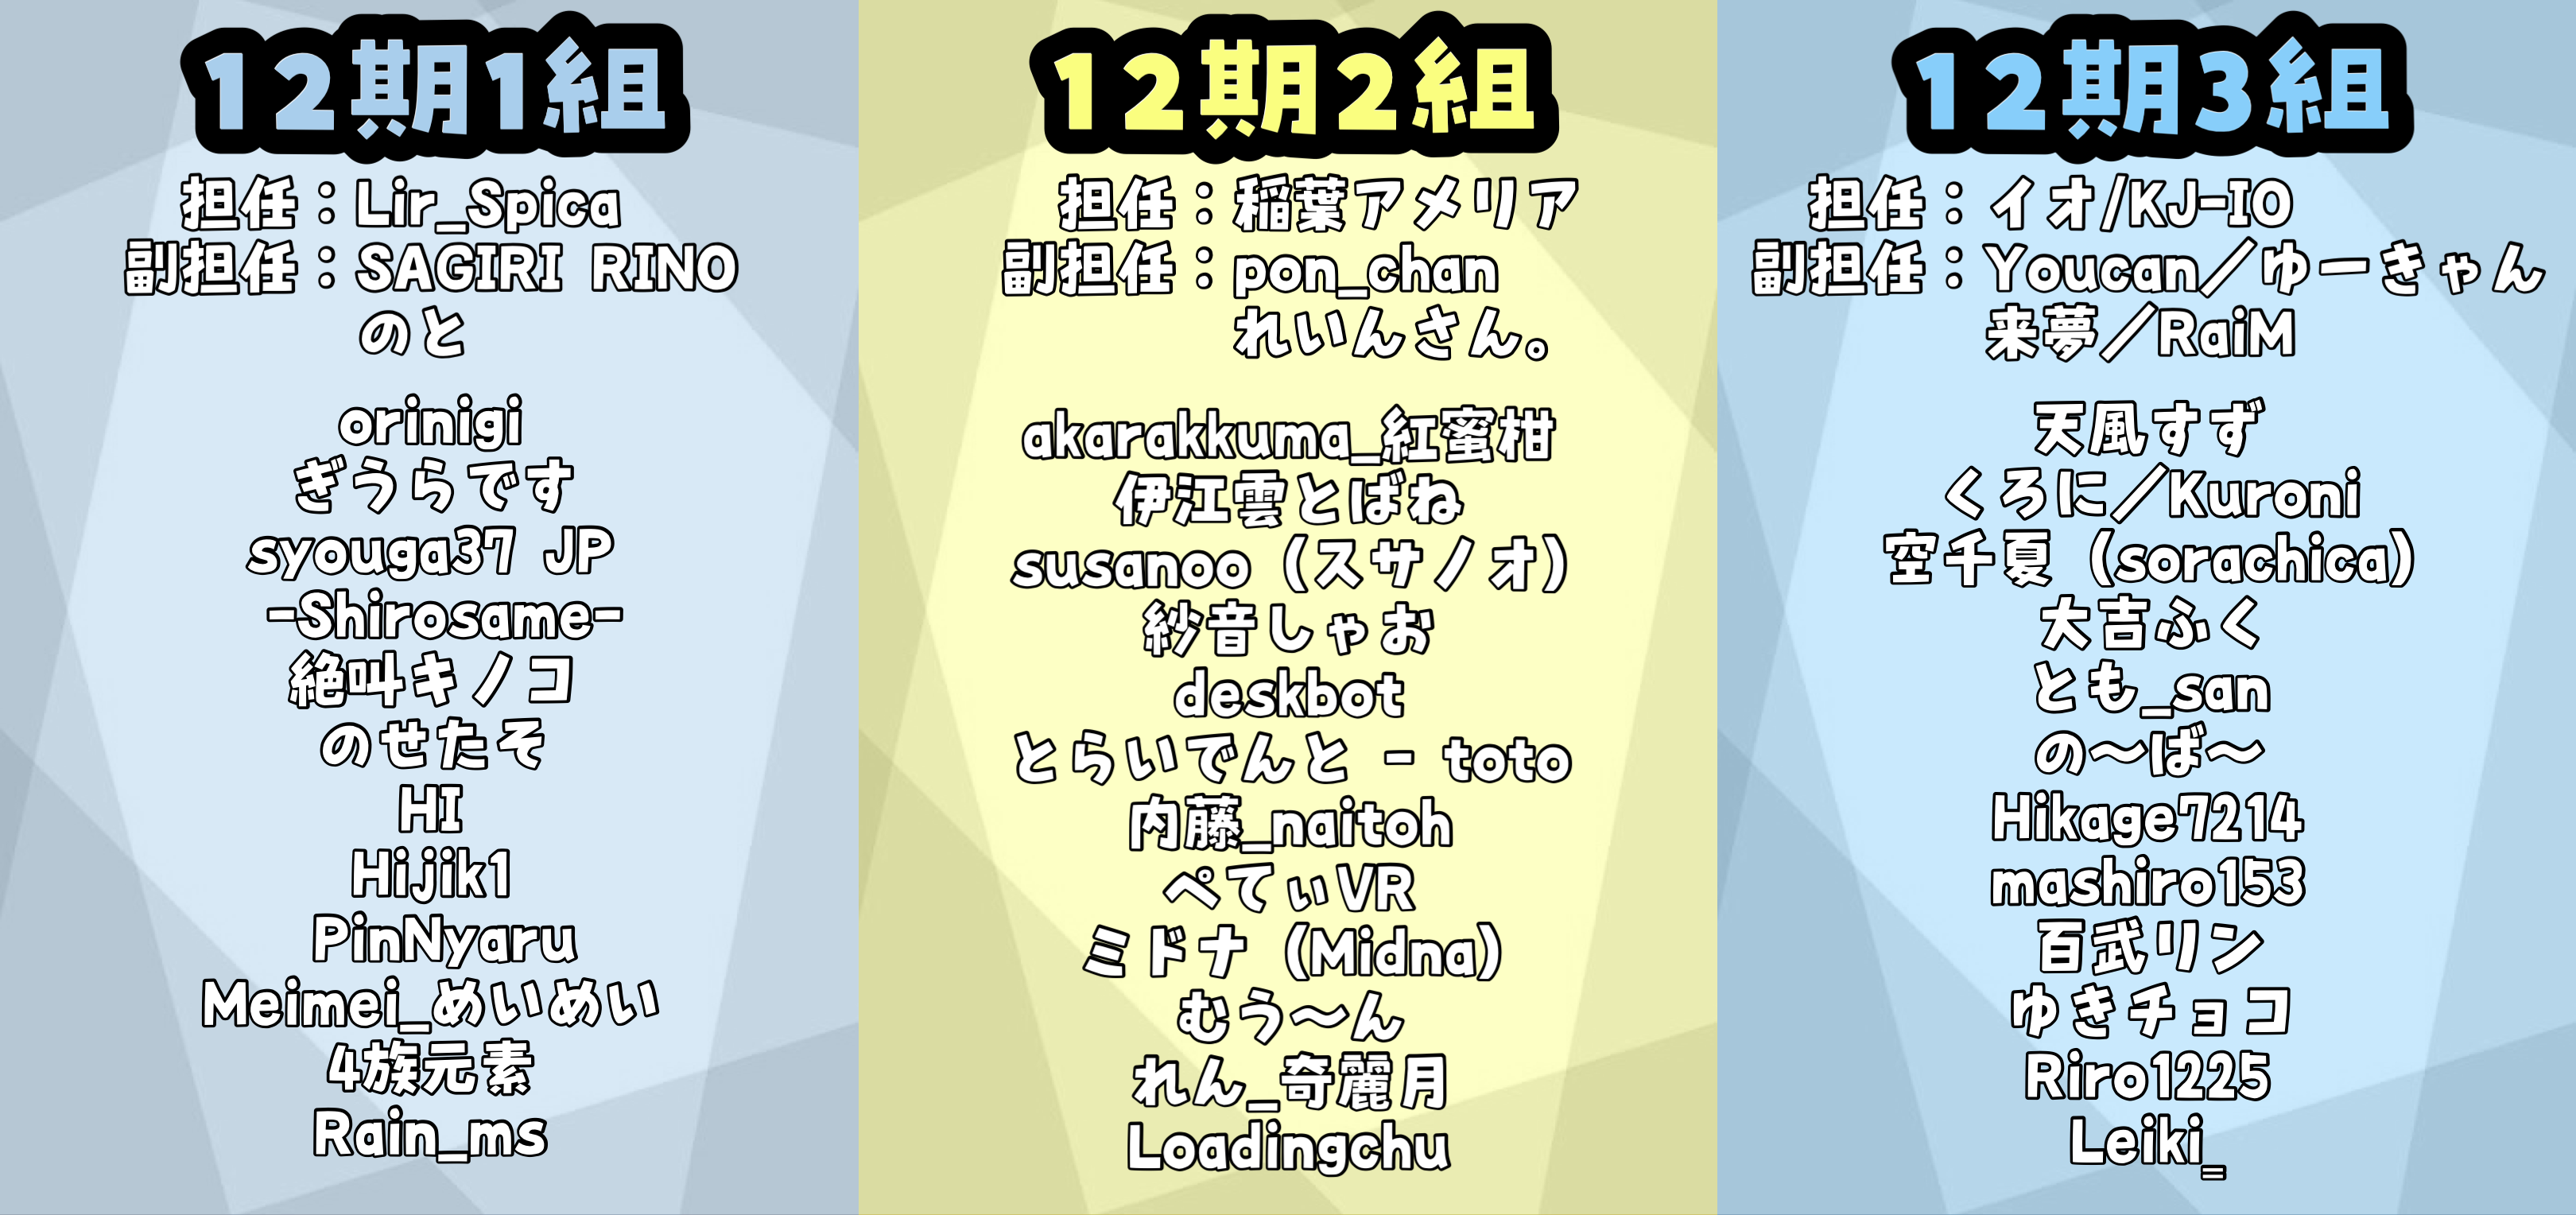 12期1組
担任：Lir_Spica
副担任：SAGIRI RINO
のと
orinigi
ぎうらです
syouga37 JP
-Shirosame-
絶叫キノコ
のせたそ
HI
Hijik1
PinNyaru
Meimei_めいめい
4族元素
Rain_ms
12期2組
担任：稲葉アメリア
副担任：pon_chan
れいんさん。
akarakkuma_紅蜜柑
伊江雲とばね
susanoo（スサノオ）
紗音しゃお
deskbot
とらいでんと - toto
内藤_naitoh
ぺてぃVR
ミドナ（Midna）
むう～ん
れん_奇麗月
Loadingchu
12期3組
担任：イオ/KJ-IO
副担任：Youcan／ゆーきゃん
来夢／RaiM
天風すず
くろに／Kuroni
空千夏（sorachica）
大吉ふく
とも_san
の～ば～
Hikage7214
mashiro153
百武リン
ゆきチョコ
Riro1225
Leiki_